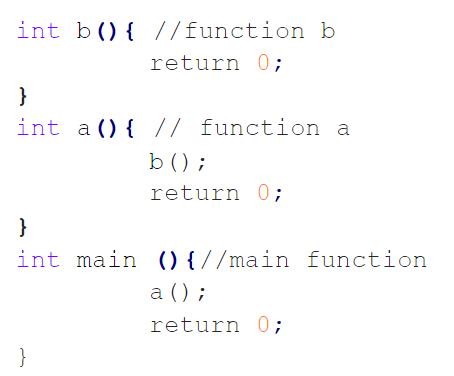 int b(){ //function b
return 0;
}
int a(){ // function a
b();
return 0;
}
int main (){//main function
a();
return 0;
}